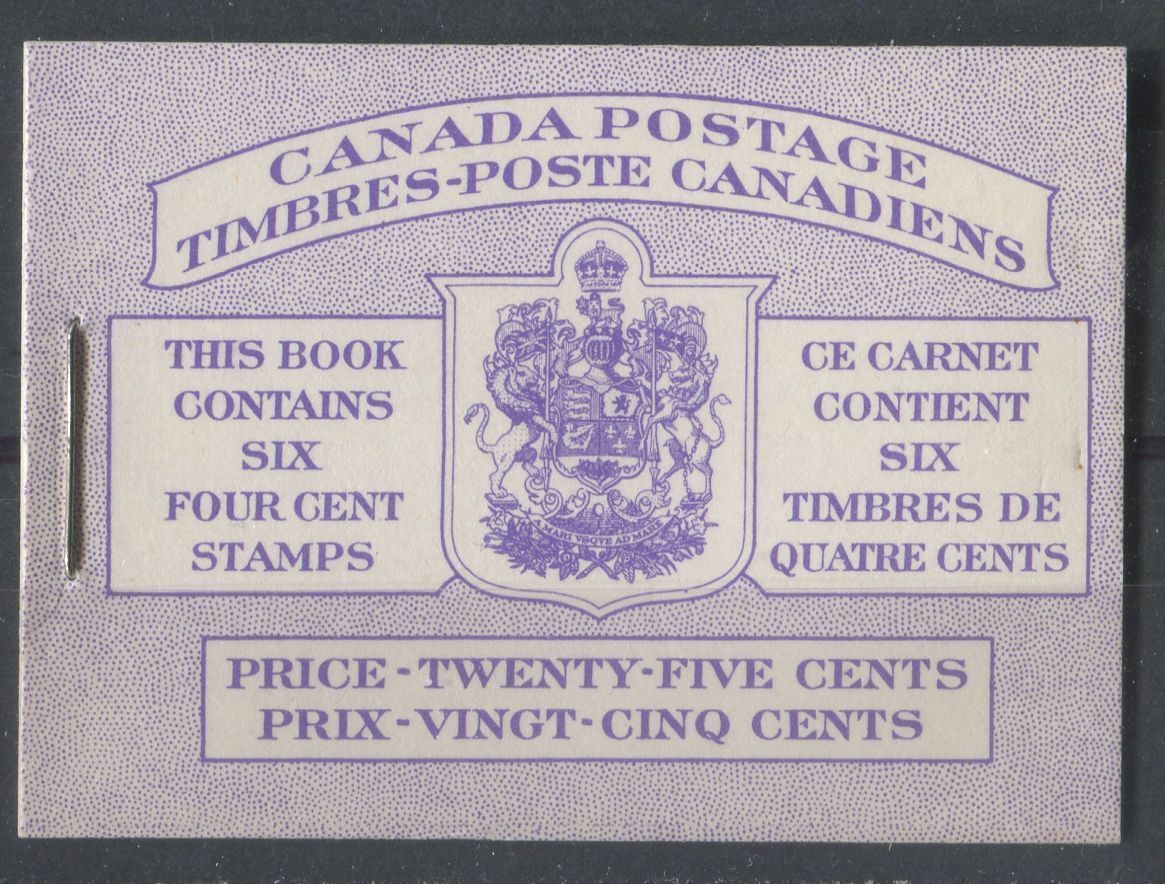 CANADA POSTAGE
TIMBRES-POSTE CANADIENS
THIS BOOK
CONTAINS
SIX
FOUR CENT
STAMPS
A MARI VSQVE AD MARE
CE CARNET
CONTIENT
SIX
TIMBRES DE
QUATRE CENTS
PRICE - TWENTY-FIVE CENTS
PRIX - VINGT - CINQ CENTS